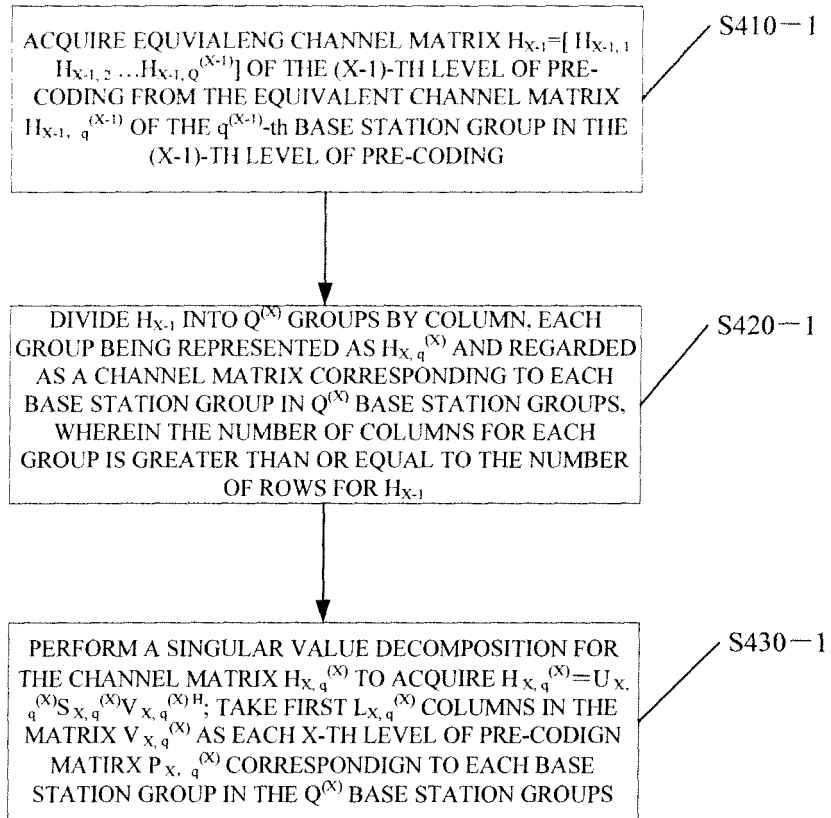 ACQUIRE EQUVIALENG CHANNEL MATRIX H_{X-1}=[ H_{X-1, 1}
H_{X-1, 2} …H_{X-1, Q}^{(X-1)}] OF THE (X-1)-TH LEVEL OF PRE-
CODING FROM THE EQUIVALENT CHANNEL MATRIX
H_{X-1, q}^{(X-1)} OF THE q^{(X-1)}-th BASE STATION GROUP IN THE
(X-1)-TH LEVEL OF PRE-CODING
S410－1
DIVIDE H_{X-1} INTO Q^{(X)} GROUPS BY COLUMN, EACH
GROUP BEING REPRESENTED AS H_{X, q}^{(X)} AND REGARDED
AS A CHANNEL MATRIX CORRESPONDING TO EACH
BASE STATION GROUP IN Q^{(X)} BASE STATION GROUPS,
WHEREIN THE NUMBER OF COLUMNS FOR EACH
GROUP IS GREATER THAN OR EQUAL TO THE NUMBER
OF ROWS FOR H_{X-1}
S420－1
PERFORM A SINGULAR VALUE DECOMPOSITION FOR
THE CHANNEL MATRIX H_{X, q}^{(X)} TO ACQUIRE H_{X, q}^{(X)}=U_{X,}
_{q}^{(X)}S_{X, q}^{(X)}V_{X, q}^{(X) H}; TAKE FIRST L_{X, q}^{(X)} COLUMNS IN THE
MATRIX V_{X, q}^{(X)} AS EACH X-TH LEVEL OF PRE-CODIGN
MATIRX P_{X, q}^{(X)} CORRESPONDIGN TO EACH BASE
STATION GROUP IN THE Q^{(X)} BASE STATION GROUPS
S430－1